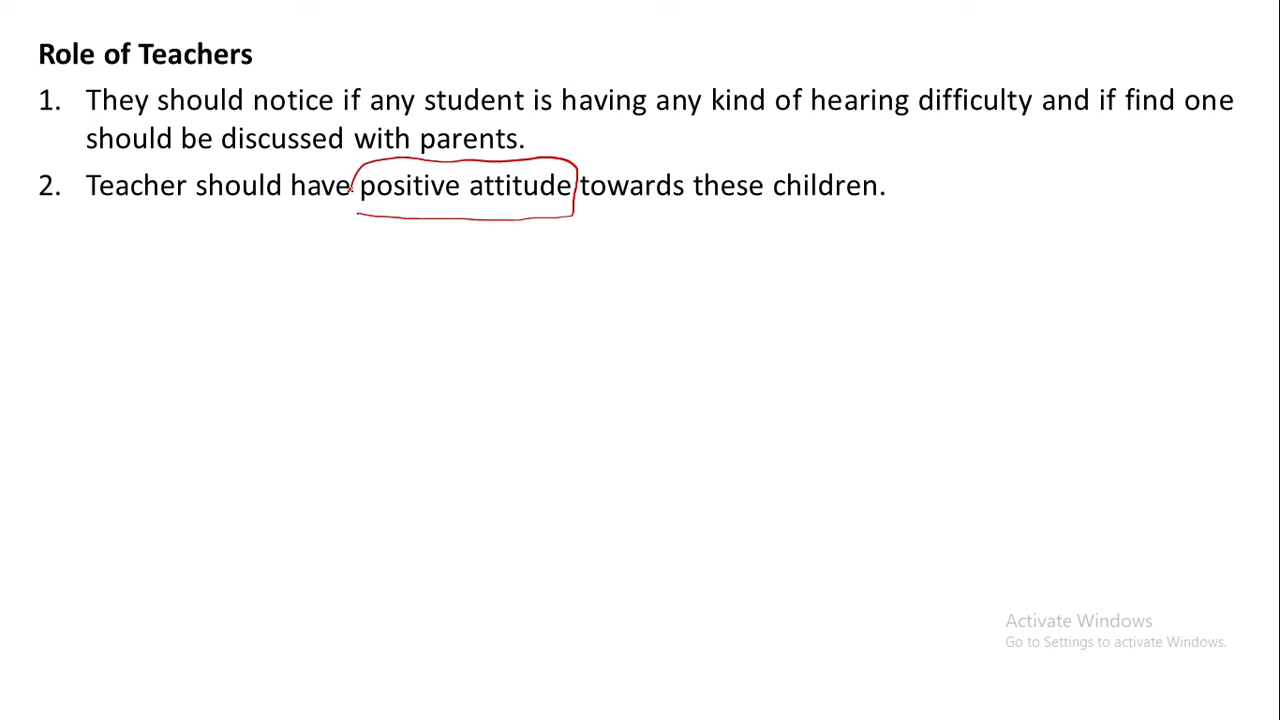 Role of Teachers
1. They should notice if any student is having any kind of hearing difficulty and if find one
should be discussed with parents.
2. Teacher should have positive attitude towards these children.
Activate Windows
Go to Settings to activate Windows.